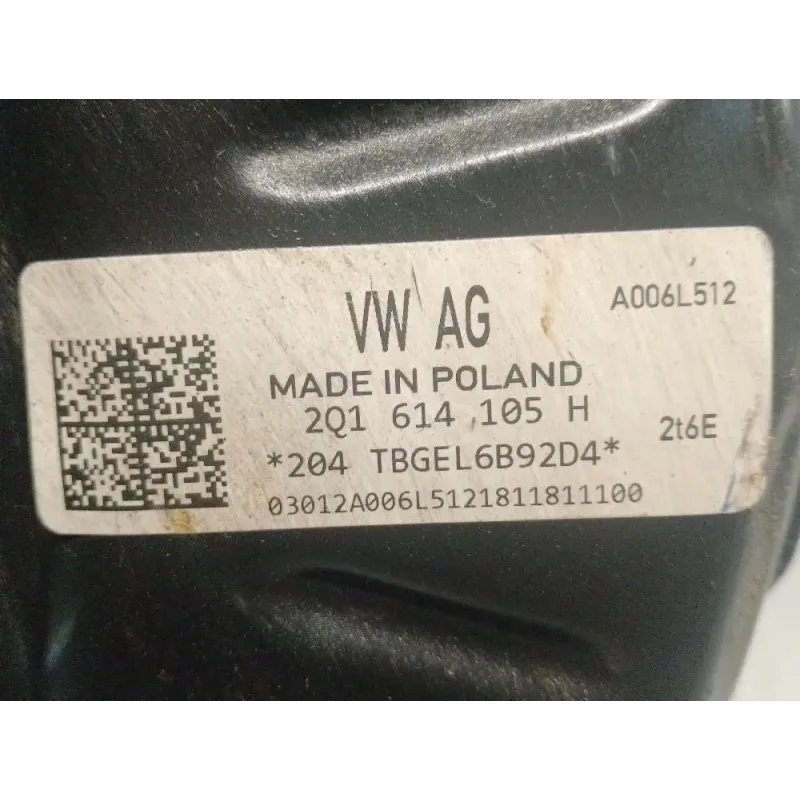 VW AG
A006L512
MADE IN POLAND
2Q1 614 105 H
2t6E
*204 TBGEL6B92D4*
03012A006L5121811811100